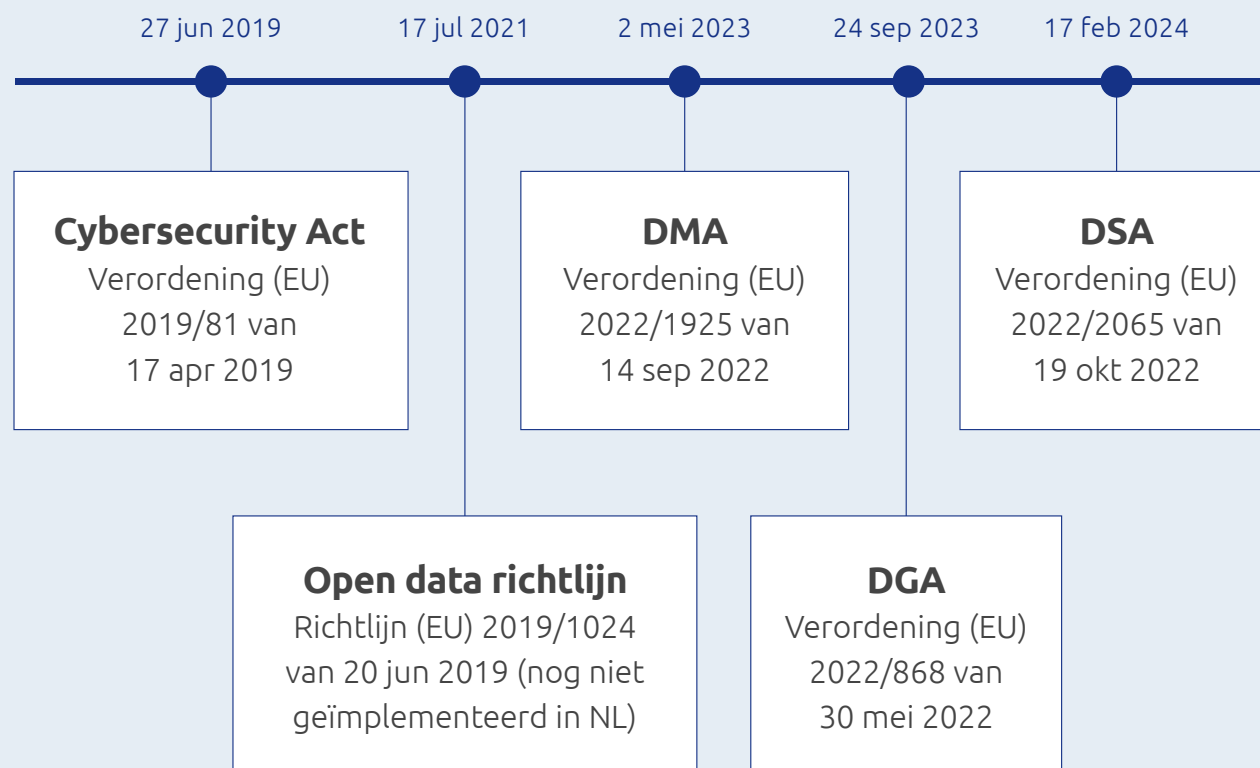 27 jun 2019
17 jul 2021
2 mei 2023
24 sep 2023
17 feb 2024
Cybersecurity Act
Verordening (EU)
2019/81 van
17 apr 2019
DMA
Verordening (EU)
2022/1925 van
14 sep 2022
DSA
Verordening (EU)
2022/2065 van
19 okt 2022
Open data richtlijn
Richtlijn (EU) 2019/1024
van 20 jun 2019 (nog niet
geïmplementeerd in NL)
DGA
Verordening (EU)
2022/868 van
30 mei 2022